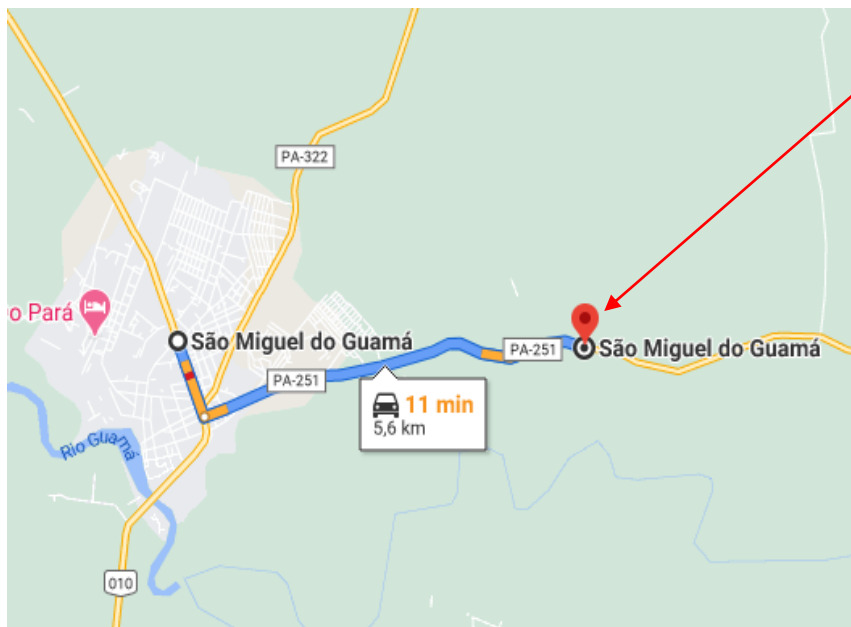 PA-322
o Pará
São Miguel do Guamá
PA-251
São Miguel do Guamá
PA-251
11 min
5,6 km
Rio Guamá
010